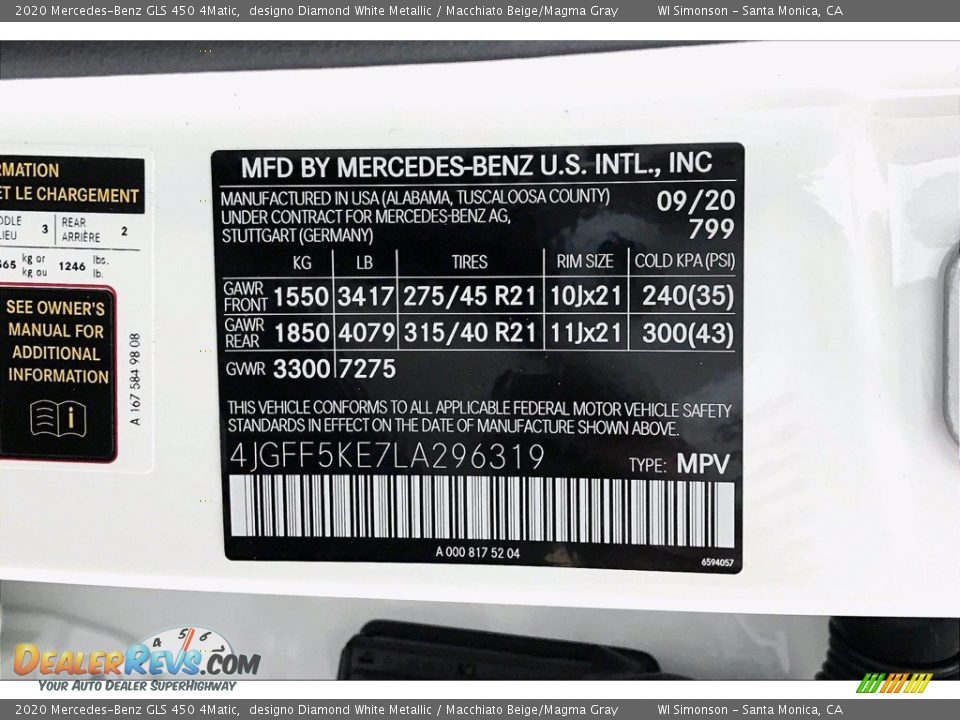 2020 Mercedes-Benz GLS 450 4Matic, designo Diamond White Metallic / Macchiato Beige/Magma Gray WI Simonson - Santa Monica, CA
ET LE CHARGEMENT
3 REAR ARRIÈRE 2
kg or kg ou 1246 lbs. lb.
SEE OWNER'S
MANUAL FOR
ADDITIONAL
INFORMATION
i
A 167 584 98 08
MFD BY MERCEDES-BENZ U.S. INTL., INC
MANUFACTURED IN USA (ALABAMA, TUSCALOOSA COUNTY) 09/20
UNDER CONTRACT FOR MERCEDES-BENZ AG, 799
STUTTGART (GERMANY)
KG LB TIRES RIM SIZE COLD KPA (PSI)
GAWR FRONT 1550 3417 275/45 R21 10Jx21 240(35)
GAWR REAR 1850 4079 315/40 R21 11Jx21 300(43)
GVWR 3300 7275
THIS VEHICLE CONFORMS TO ALL APPLICABLE FEDERAL MOTOR VEHICLE SAFETY
STANDARDS IN EFFECT ON THE DATE OF MANUFACTURE SHOWN ABOVE.
4JGFF5KE7LA296319 TYPE: MPV
A 000 817 52 04
6594057
4 5 6
DEALERREVS.COM
YOUR AUTO DEALER SUPERHIGHWAY
2020 Mercedes-Benz GLS 450 4Matic, designo Diamond White Metallic / Macchiato Beige/Magma Gray WI Simonson - Santa Monica, CA